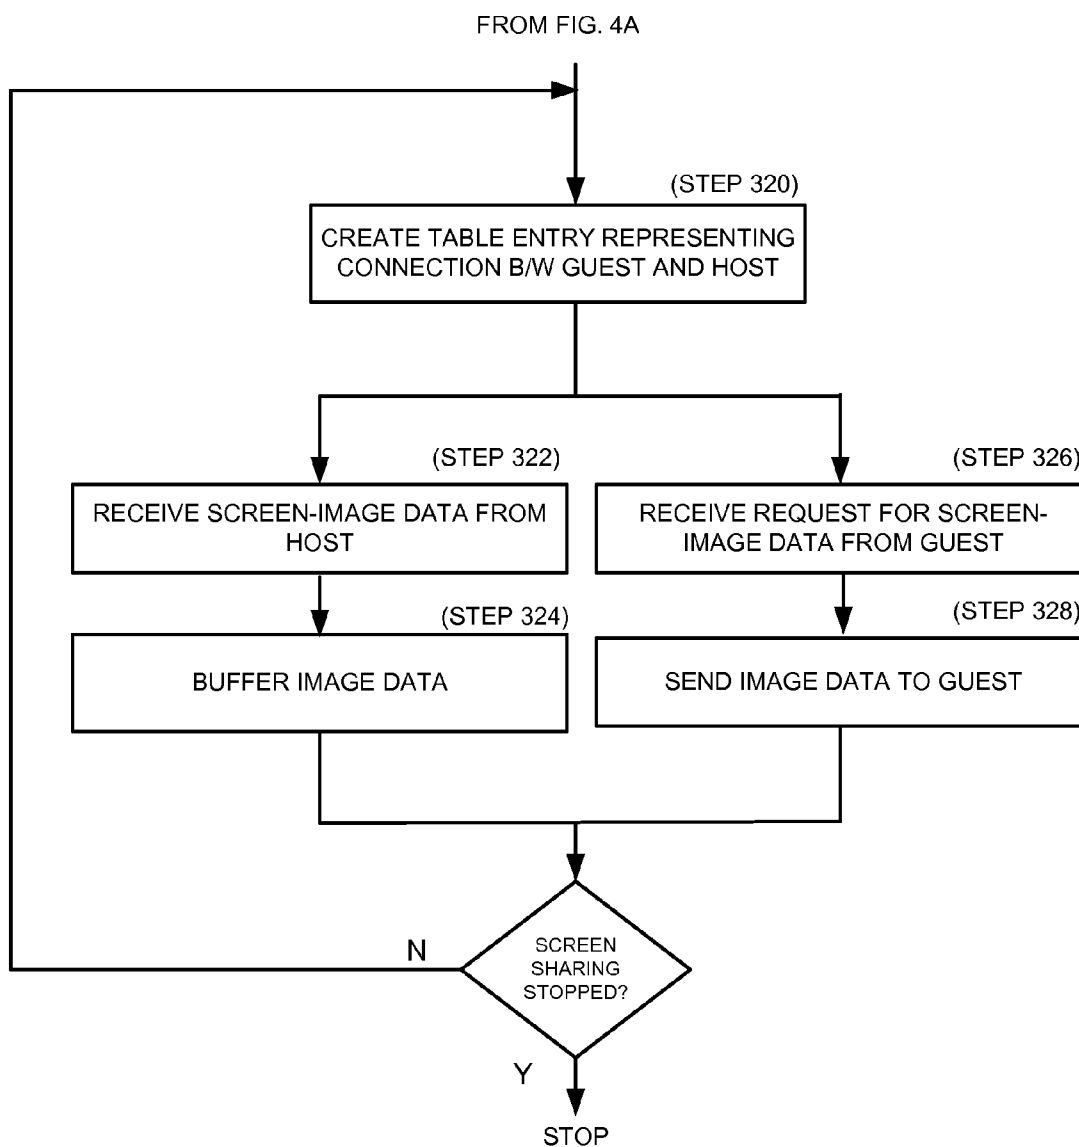 FROM FIG. 4A
(STEP 320)
CREATE TABLE ENTRY REPRESENTING
CONNECTION B/W GUEST AND HOST
(STEP 322)
RECEIVE SCREEN-IMAGE DATA FROM
HOST
(STEP 326)
RECEIVE REQUEST FOR SCREEN-
IMAGE DATA FROM GUEST
(STEP 324)
BUFFER IMAGE DATA
(STEP 328)
SEND IMAGE DATA TO GUEST
SCREEN
SHARING
STOPPED?
N
Y
STOP